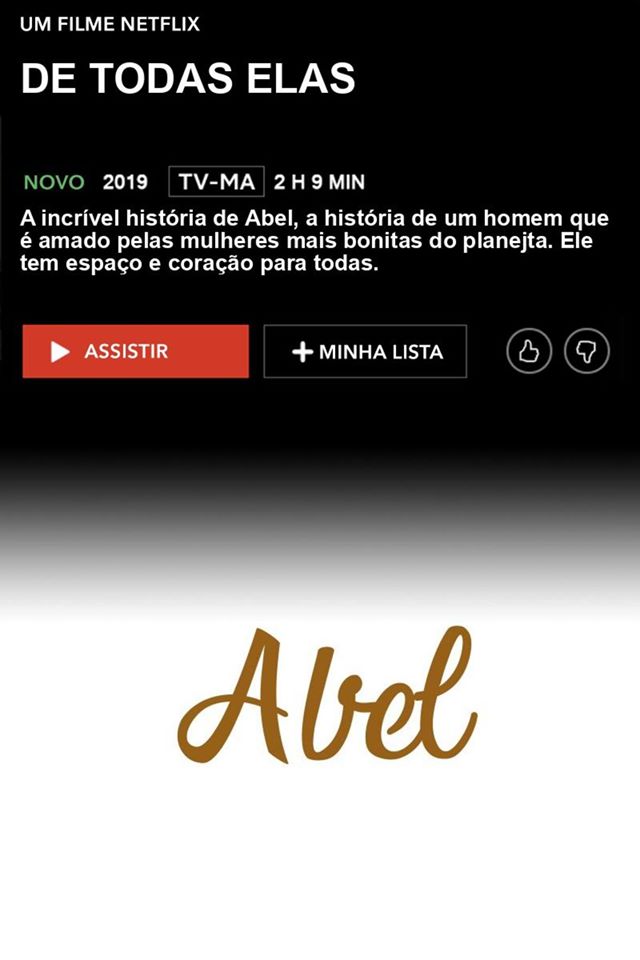 UM FILME NETFLIX
DE TODAS ELAS
NOVO 2019 TV-MA 2 H 9 MIN
A incrível história de Abel, a história de um homem que
é amado pelas mulheres mais bonitas do planejta. Ele
tem espaço e coração para todas.
ASSISTIR MINHA LISTA
Abel